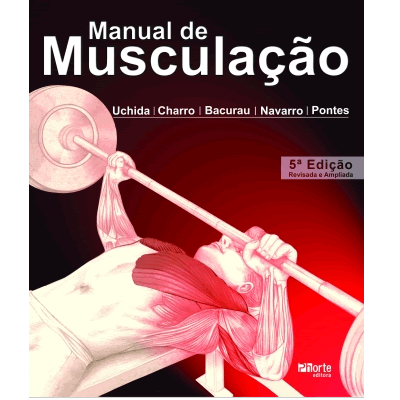 Manual de
Musculação
Uchida | Charro | Bacurau | Navarro | Pontes
5ª Edição
Revisada e Ampliada
Phorte
editora